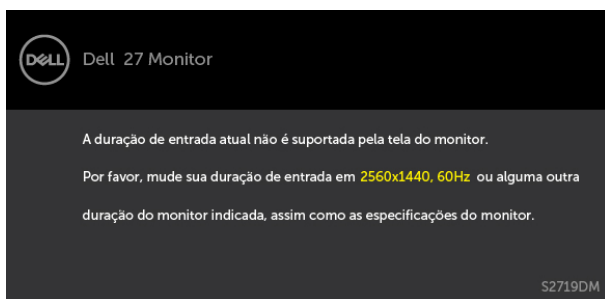 DELL Dell 27 Monitor
A duração de entrada atual não é suportada pela tela do monitor.
Por favor, mude sua duração de entrada em 2560x1440, 60Hz ou alguma outra
duração do monitor indicada, assim como as especificações do monitor.
S2719DM